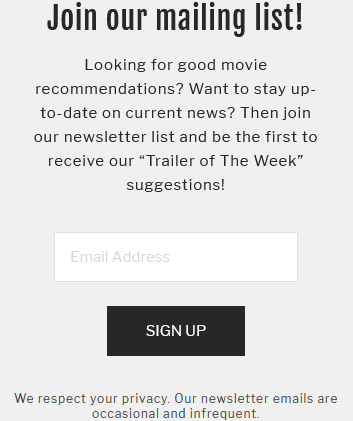 Join our mailing list!
Looking for good movie
recommendations? Want to stay up-
to-date on current news? Then join
our newsletter list and be the first to
receive our “Trailer of The Week”
suggestions!
Email Address
SIGN UP
We respect your privacy. Our newsletter emails are
occasional and infrequent.